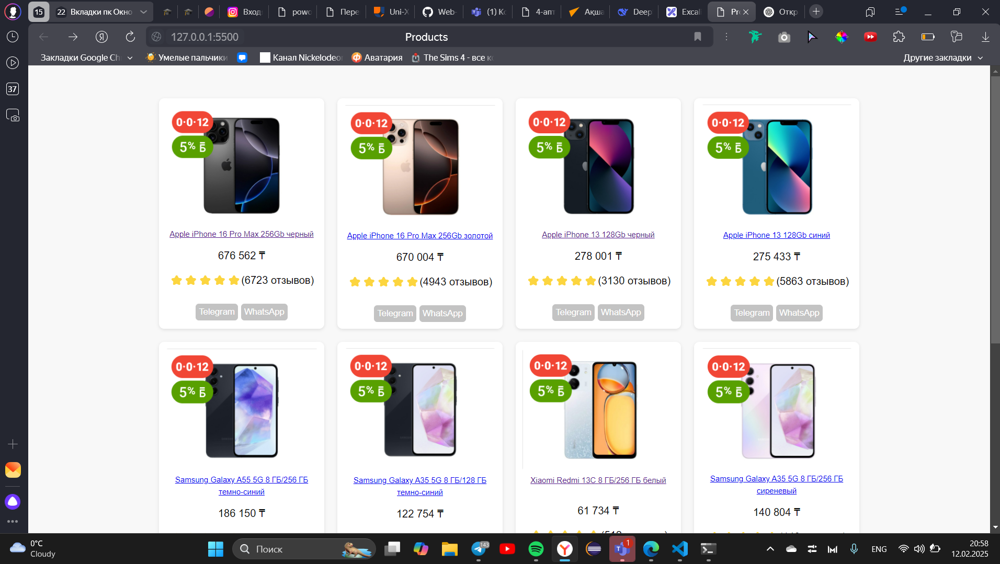 15
22 Вкладки пк Окно
Вход
powo
Пере
Uni-X
Web-
(1) Ко
4-апт
Ақша
Deep
Excali
Pr
Откр
127.0.0.1:5500
Products
Закладки Google Ch
Умелые пальчики
Канал Nickelodeon
Аватария
The Sims 4 - все ко
Другие закладки
37
0·0·12
5% Б
0·0·12
5% Б
0·0·12
5% Б
0·0·12
5% Б
Apple iPhone 16 Pro Max 256Gb черный
Apple iPhone 16 Pro Max 256Gb золотой
Apple iPhone 13 128Gb черный
Apple iPhone 13 128Gb синий
676 562 ₸
670 004 ₸
278 001 ₸
275 433 ₸
(6723 отзывов)
(4943 отзывов)
(3130 отзывов)
(5863 отзывов)
Telegram WhatsApp
Telegram WhatsApp
Telegram WhatsApp
Telegram WhatsApp
0·0·12
5% Б
0·0·12
5% Б
0·0·12
5% Б
0·0·12
5% Б
Samsung Galaxy A55 5G 8 ГБ/256 ГБ
темно-синий
Samsung Galaxy A35 5G 8 ГБ/128 ГБ
темно-синий
Xiaomi Redmi 13C 8 ГБ/256 ГБ белый
Samsung Galaxy A35 5G 8 ГБ/256 ГБ
сиреневый
186 150 ₸
122 754 ₸
61 734 ₸
140 804 ₸
0°C
Cloudy
Поиск
143
1
ENG
20:58
12.02.2025